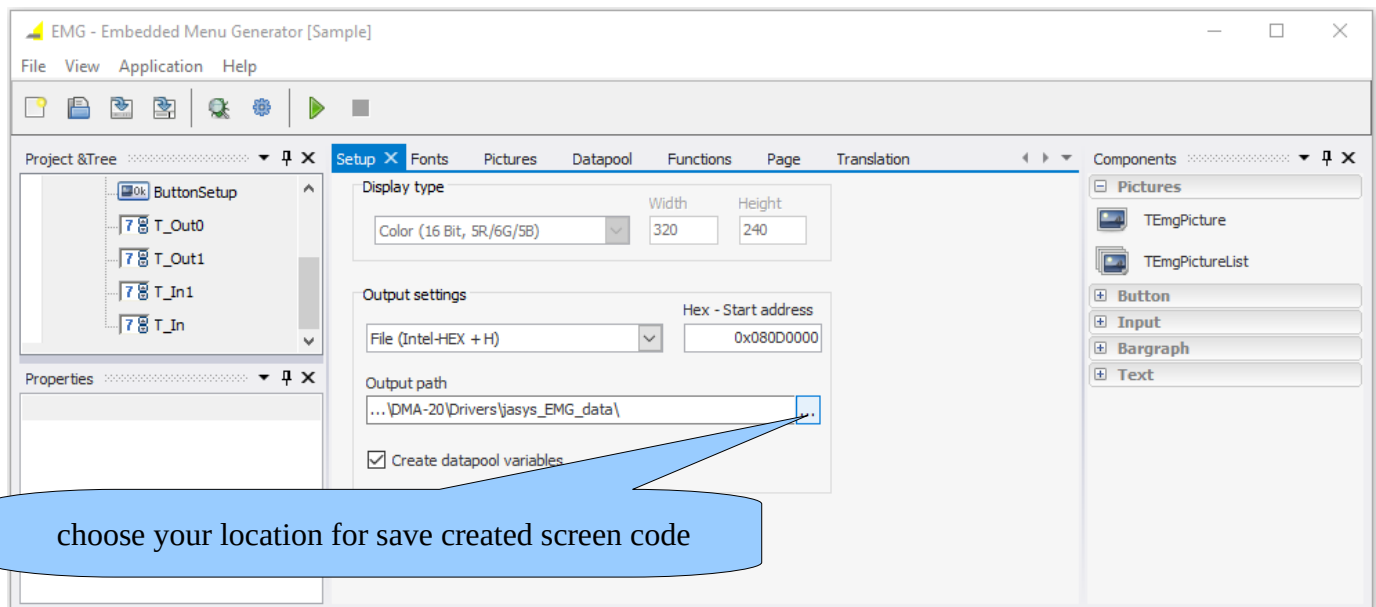 EMG - Embedded Menu Generator [Sample]
File View Application Help
Project &Tree
ButtonSetup
T_Out0
T_Out1
T_In1
T_In
Properties
Setup Fonts Pictures Datapool Functions Page Translation
Display type
Width Height
Color (16 Bit, 5R/6G/5B) 320 240
Output settings
Hex - Start address
File (Intel-HEX + H) 0x080D0000
Output path
...\DMA-20\Drivers\jasys_EMG_data\ ...
Create datapool variables
choose your location for save created screen code
Components
Pictures
TEmgPicture
TEmgPictureList
Button
Input
Bargraph
Text